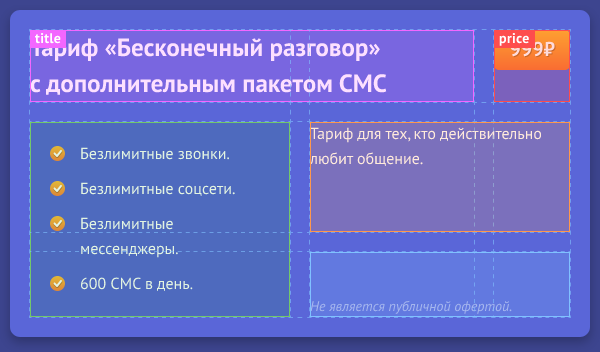 title
Тариф «Бесконечный разговор»
с дополнительным пакетом СМС
price
999₽
Безлимитные звонки.
Безлимитные соцсети.
Безлимитные
мессенджеры.
600 СМС в день.
Тариф для тех, кто действительно
любит общение.
Не является публичной офертой.